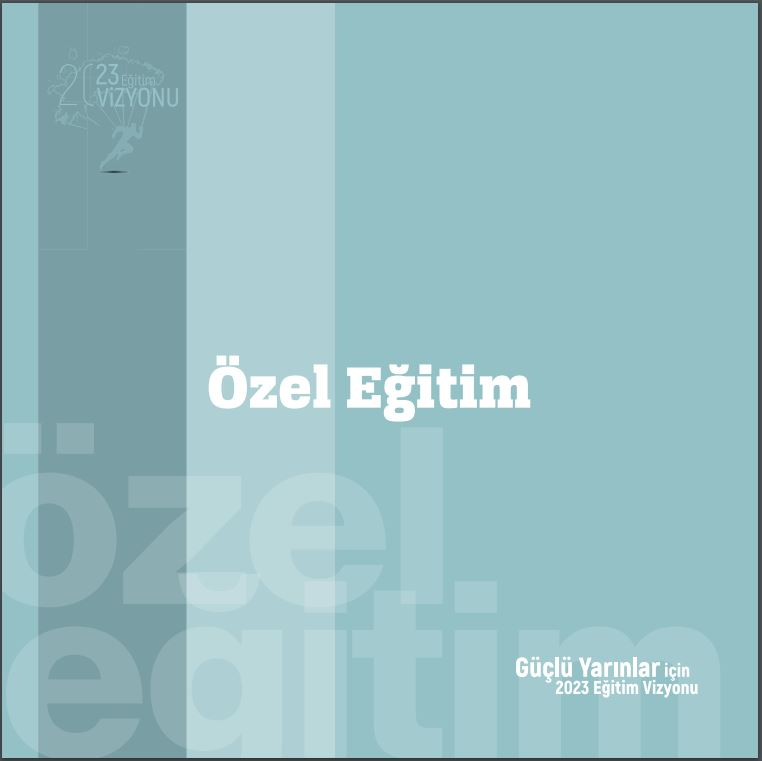 2023 Eğitim
VİZYONU
Özel Eğitim
özel
eğitim
Güçlü Yarınlar için
2023 Eğitim Vizyonu